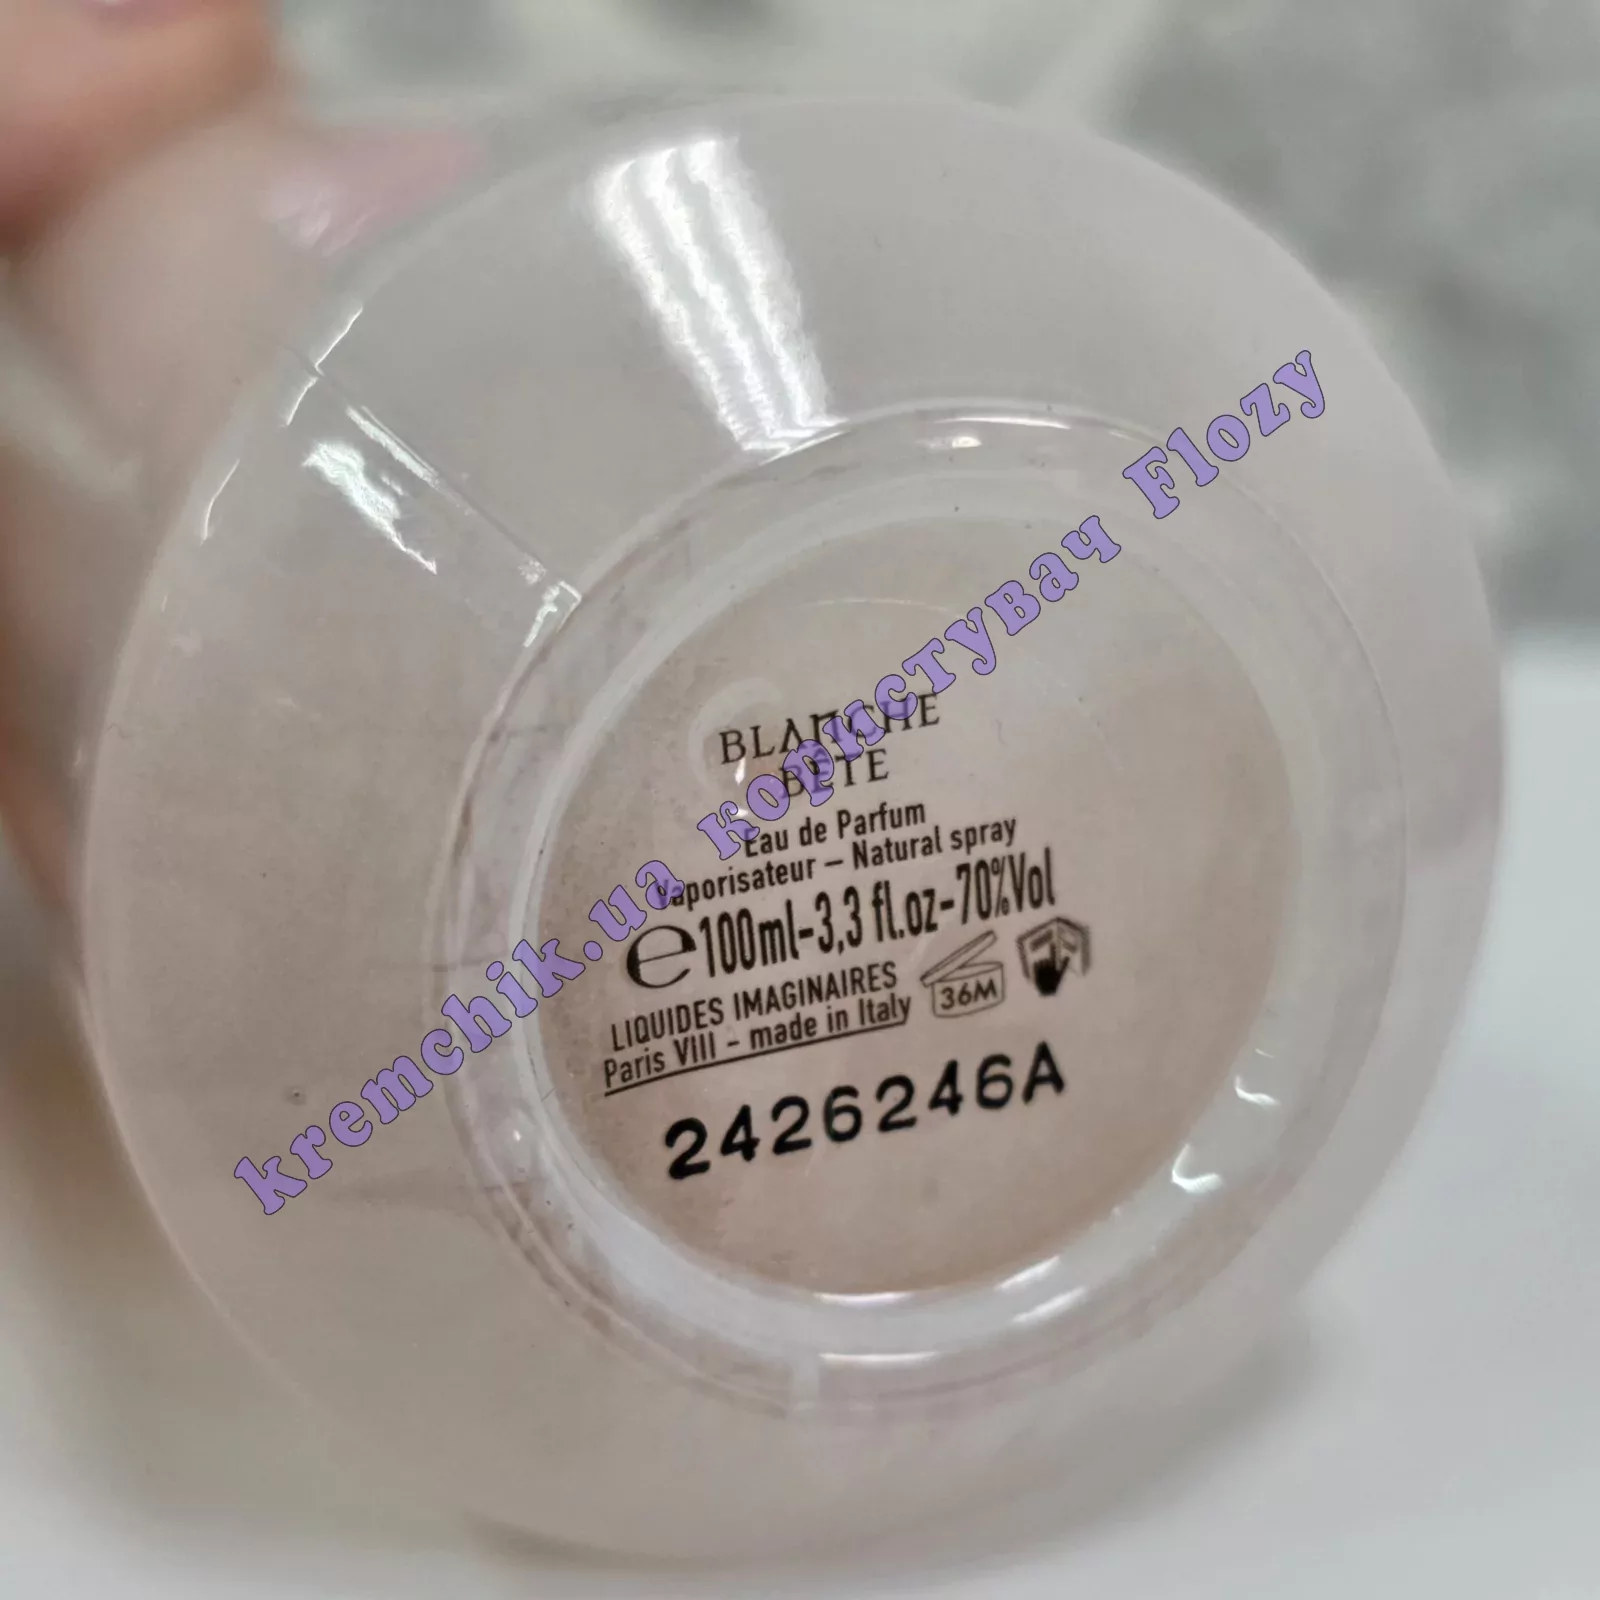 BLANCHE
BÊTE
Eau de Parfum
Vaporisateur – Natural spray
e 100ml-3,3 fl.oz-70%Vol
LIQUIDES IMAGINAIRES
Paris VIII - made in Italy
36M
2426246A
kremchik.ua користувач Flozy